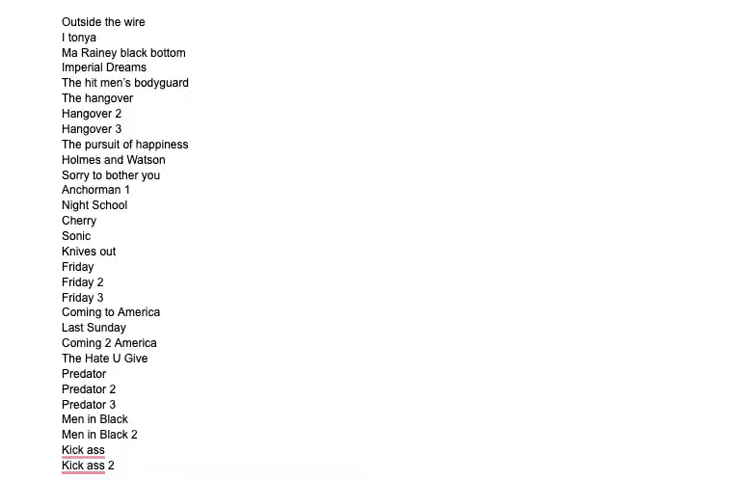 Outside the wire
I tonya
Ma Rainey black bottom
Imperial Dreams
The hit men's bodyguard
The hangover
Hangover 2
Hangover 3
The pursuit of happiness
Holmes and Watson
Sorry to bother you
Anchorman 1
Night School
Cherry
Sonic
Knives out
Friday
Friday 2
Friday 3
Coming to America
Last Sunday
Coming 2 America
The Hate U Give
Predator
Predator 2
Predator 3
Men in Black
Men in Black 2
Kick ass
Kick ass 2